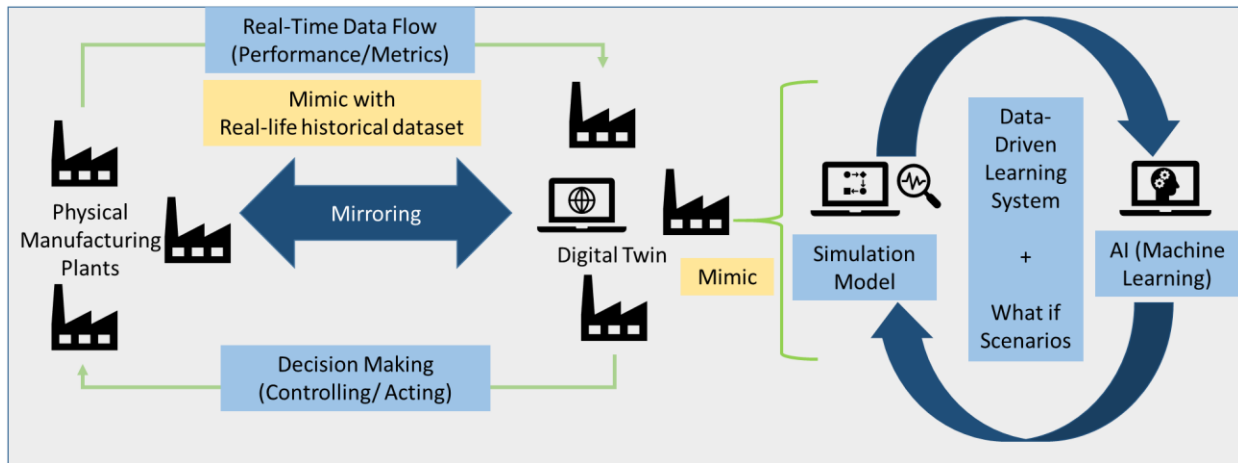 Real-Time Data Flow
(Performance/Metrics)
Mimic with
Real-life historical dataset
Physical
Manufacturing
Plants
Mirroring
Digital Twin
Mimic
Decision Making
(Controlling/ Acting)
Simulation
Model
Data-
Driven
Learning
System
+
What if
Scenarios
AI (Machine
Learning)